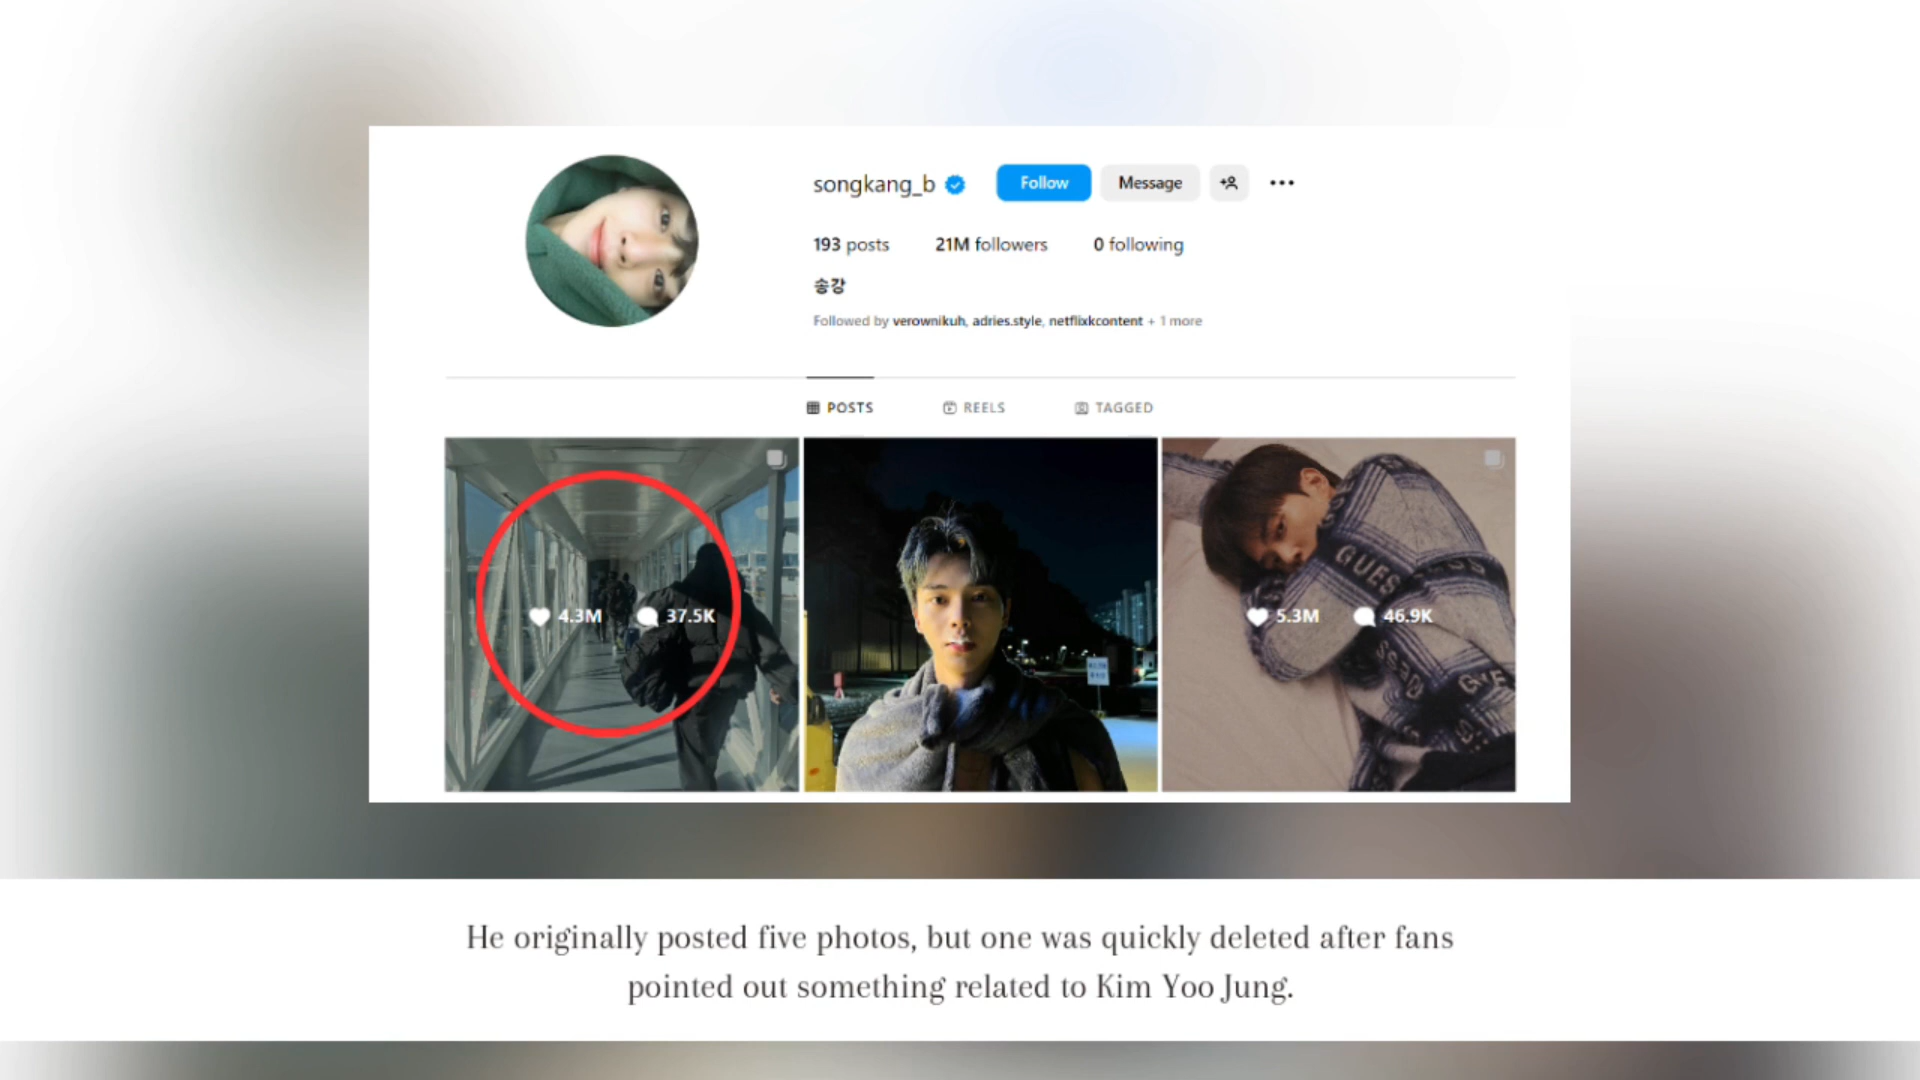 songkang_b Follow Message
193 posts 21M followers 0 following
송강
Followed by verownikuh, adries.style, netflixkcontent + 1 more
POSTS REELS TAGGED
4.3M 37.5K
GUESS
5.3M 46.9K
He originally posted five photos, but one was quickly deleted after fans
pointed out something related to Kim Yoo Jung.